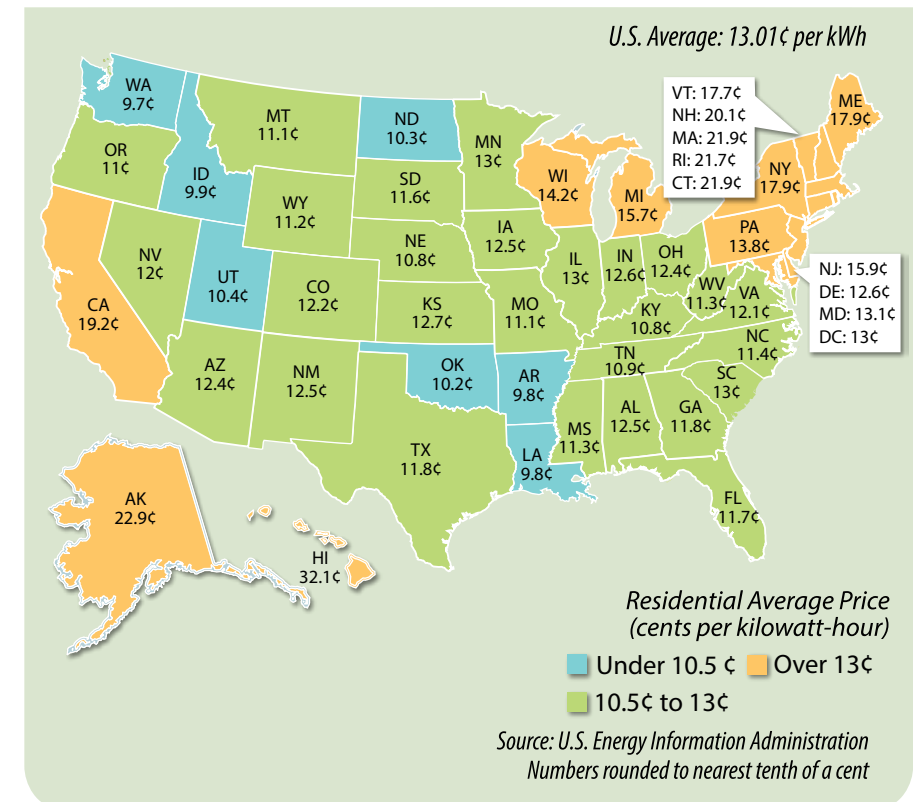 U.S. Average: 13.01¢ per kWh
WA
9.7¢
MT
11.1¢
ND
10.3¢
MN
13¢
VT: 17.7¢
NH: 20.1¢
MA: 21.9¢
RI: 21.7¢
CT: 21.9¢
ME
17.9¢
OR
11¢
ID
9.9¢
SD
11.6¢
WI
14.2¢
MI
15.7¢
NY
17.9¢
WY
11.2¢
IA
12.5¢
PA
13.8¢
NV
12¢
UT
10.4¢
NE
10.8¢
IL
13¢
IN
12.6¢
OH
12.4¢
NJ: 15.9¢
DE: 12.6¢
MD: 13.1¢
DC: 13¢
CA
19.2¢
CO
12.2¢
KS
12.7¢
MO
11.1¢
KY
10.8¢
WV
11.3¢
VA
12.1¢
NC
11.4¢
AZ
12.4¢
NM
12.5¢
OK
10.2¢
AR
9.8¢
TN
10.9¢
SC
13¢
TX
11.8¢
LA
9.8¢
MS
11.3¢
AL
12.5¢
GA
11.8¢
FL
11.7¢
AK
22.9¢
HI
32.1¢
Residential Average Price
(cents per kilowatt-hour)
Under 10.5 ¢ Over 13¢
10.5¢ to 13¢
Source: U.S. Energy Information Administration
Numbers rounded to nearest tenth of a cent